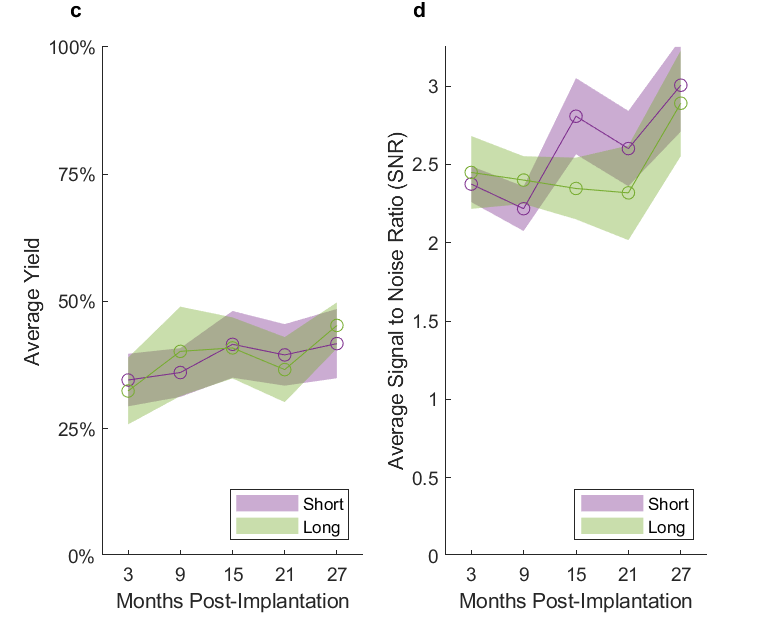 c
100%
75%
50%
25%
0%
Average Yield
3 9 15 21 27
Months Post-Implantation
Short
Long
d
3
2.5
2
1.5
1
0.5
0
Average Signal to Noise Ratio (SNR)
3 9 15 21 27
Months Post-Implantation
Short
Long